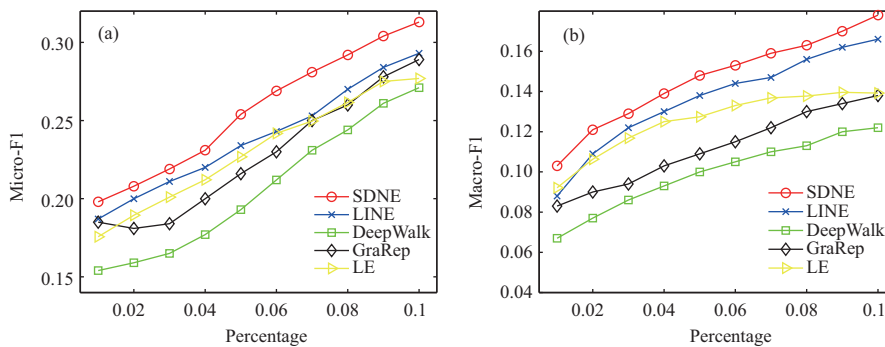 (a)
Micro-F1
0.30
0.25
0.20
0.15
0.02 0.04 0.06 0.08 0.1
Percentage
SDNE
LINE
DeepWalk
GraRep
LE
(b)
Macro-F1
0.16
0.14
0.12
0.10
0.08
0.06
0.04
0.02 0.04 0.06 0.08 0.1
Percentage
SDNE
LINE
DeepWalk
GraRep
LE